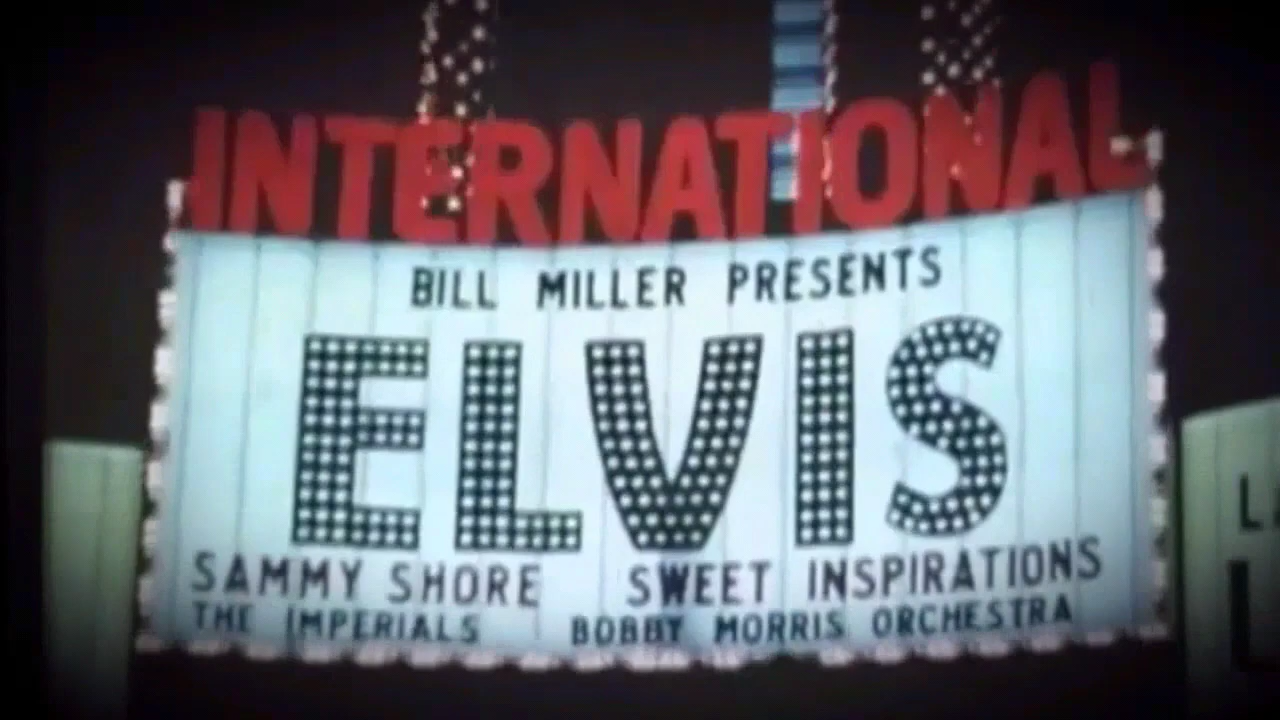 INTERNATIONAL
BILL MILLER PRESENTS
ELVIS
SAMMY SHORE SWEET INSPIRATIONS
THE IMPERIALS BOBBY MORRIS ORCHESTRA